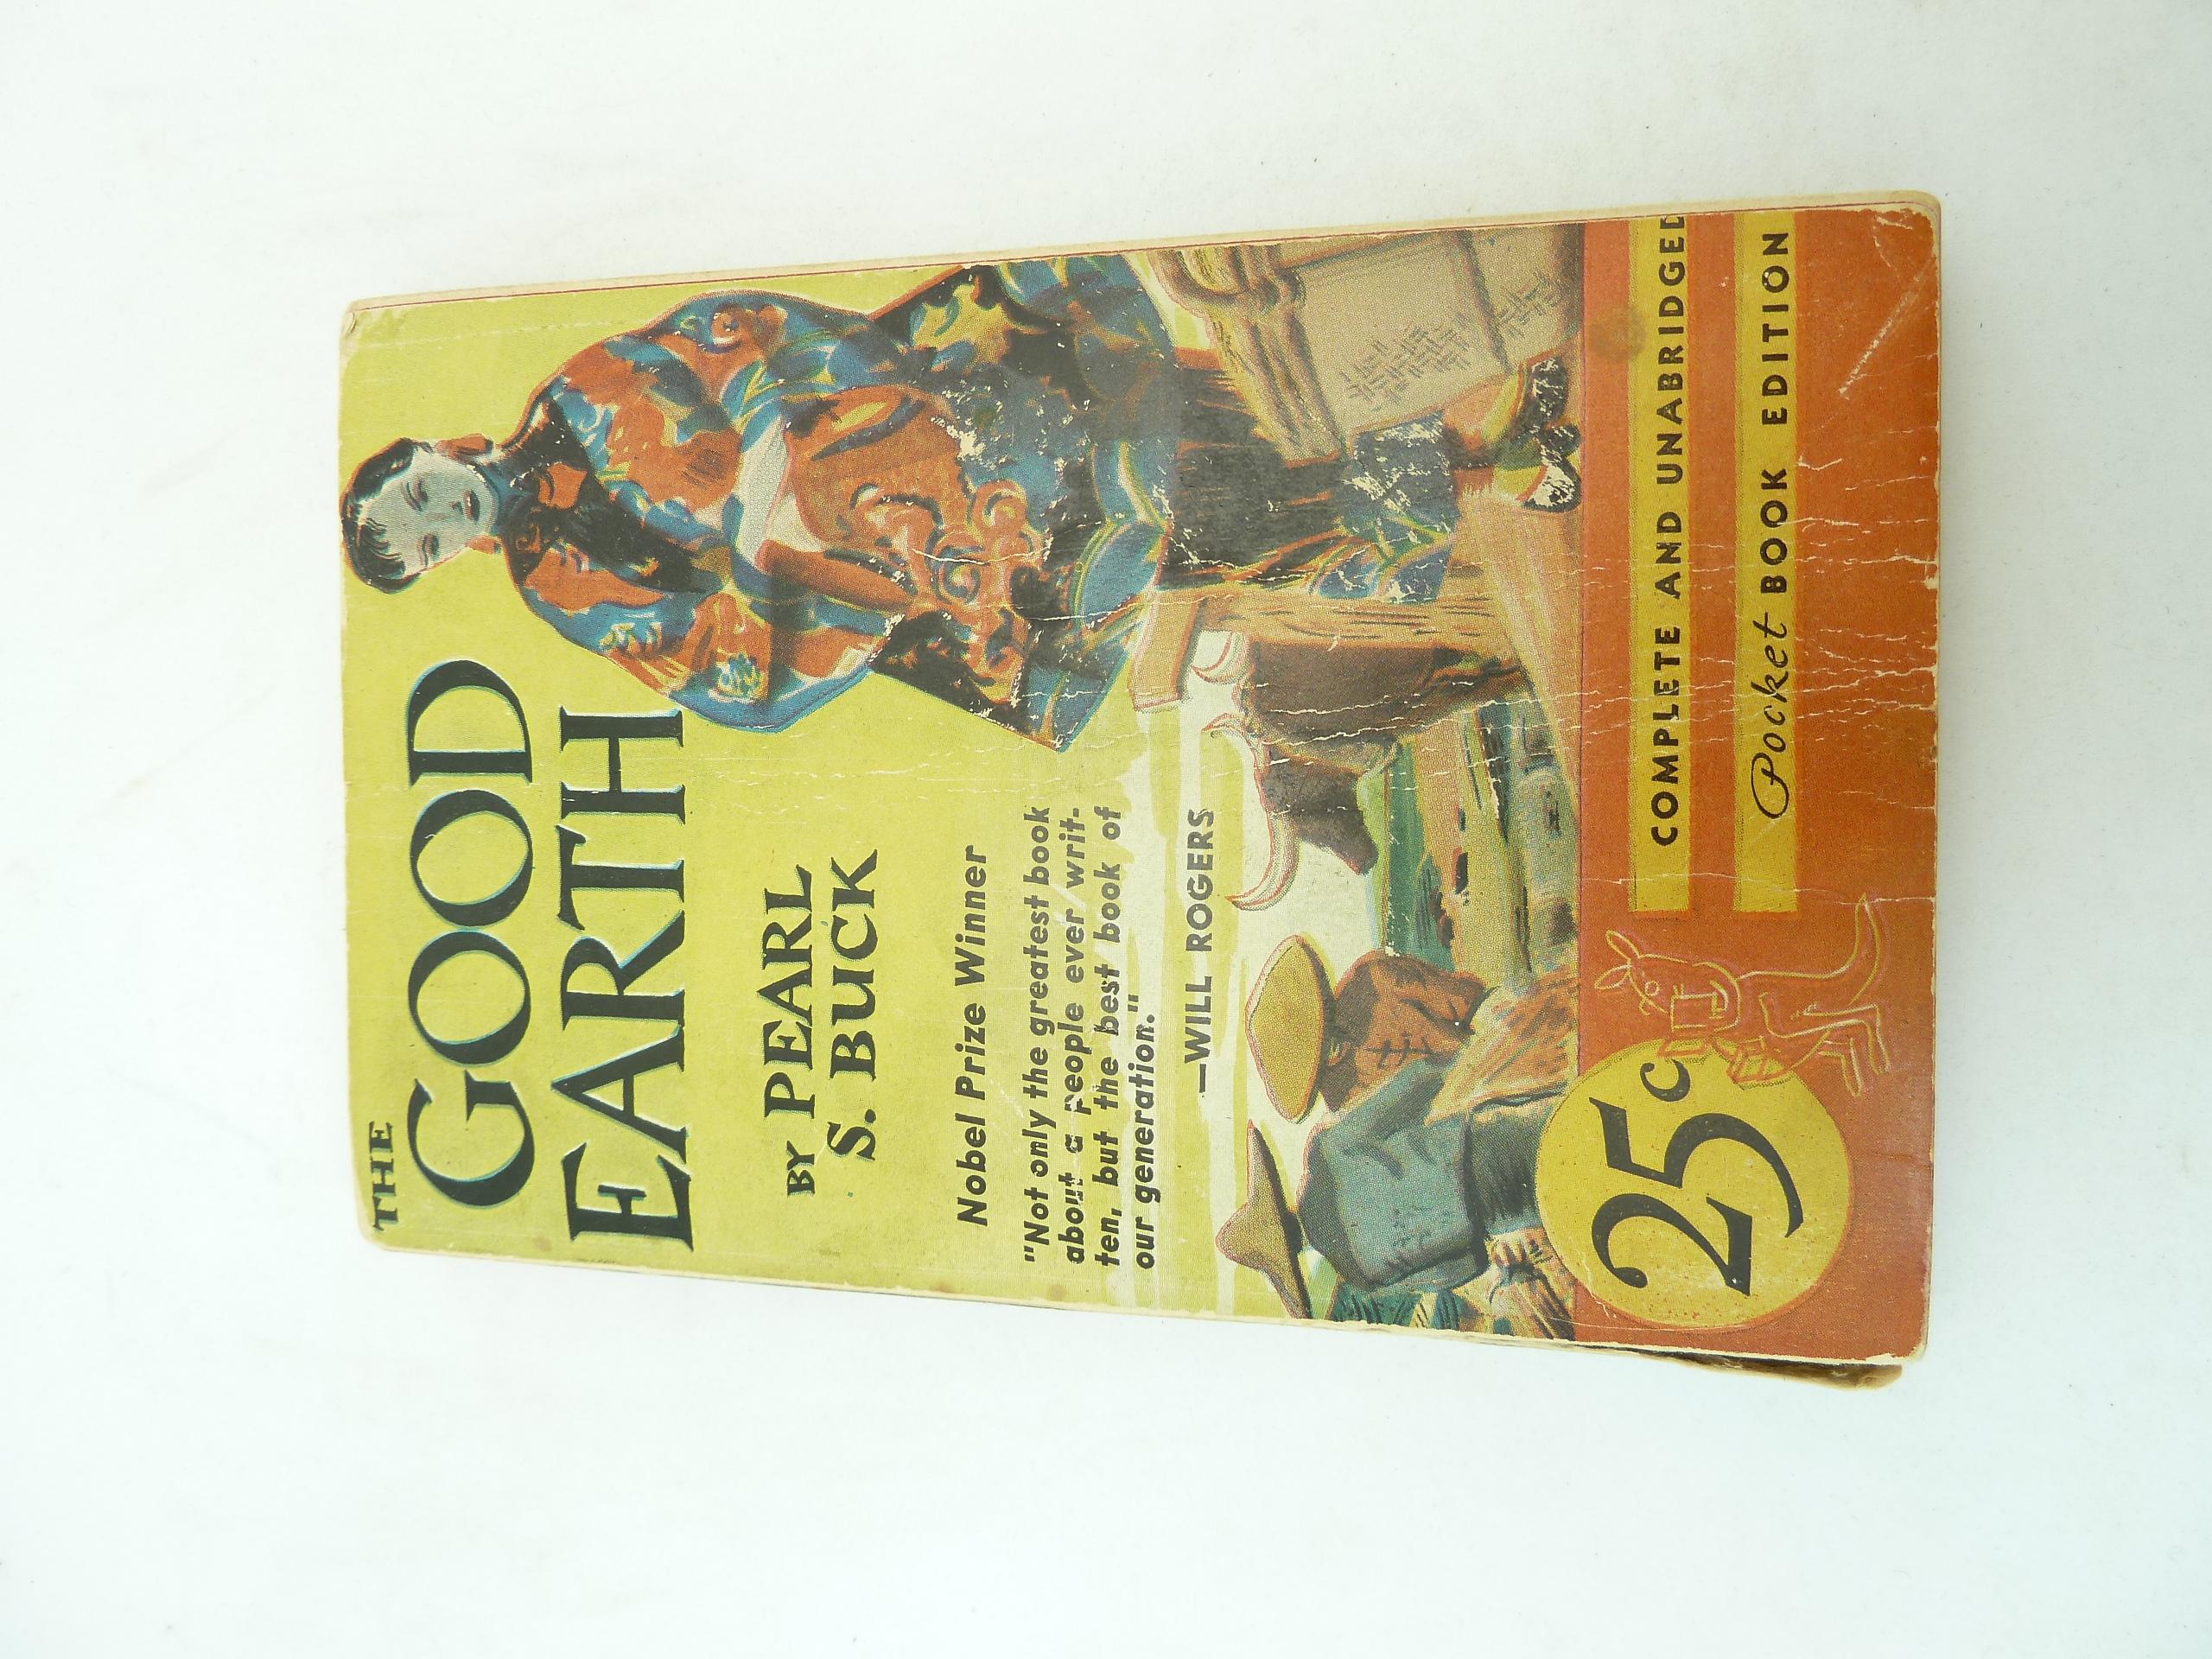 THE
GOOD
EARTH
BY PEARL
S. BUCK
Nobel Prize Winner
"Not only the greatest book
about a people ever writ-
ten, but the best book of
our generation."
—WILL ROGERS
25c
COMPLETE AND UNABRIDGED
Pocket BOOK EDITION